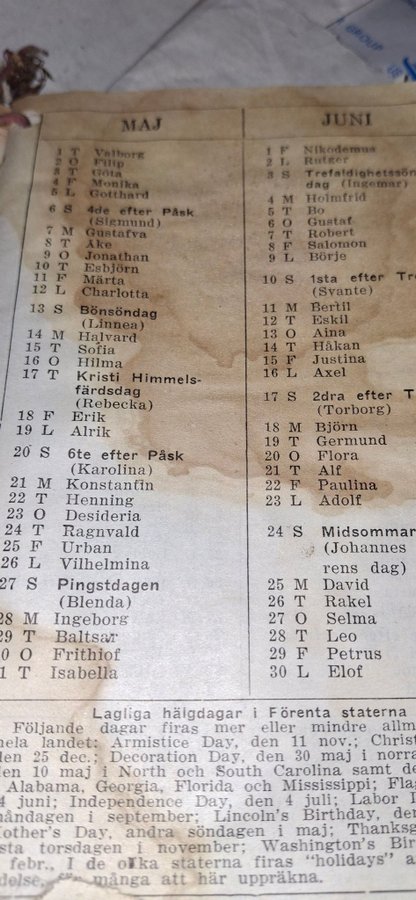 GROUP
MAJ
1 T Valborg
2 O Filip
3 T Göta
4 F Monika
5 L Gotthard
6 S 4de efter Påsk
(Sigmund)
7 M Gustafva
8 T Åke
9 O Jonathan
10 T Esbjörn
11 F Märta
12 L Charlotta
13 S Bönsöndag
(Linnea)
14 M Halvard
15 T Sofia
16 O Hilma
17 T Kristi Himmels-
färdsdag
(Rebecka)
18 F Erik
19 L Alrik
20 S 6te efter Påsk
(Karolina)
21 M Konstantin
22 T Henning
23 O Desideria
24 T Ragnvald
25 F Urban
26 L Vilhelmina
27 S Pingstdagen
(Blenda)
28 M Ingeborg
29 T Baltsar
0 O Frithiof
1 T Isabella
JUNI
1 F Nikodemus
2 L Rutger
3 S Trefaldighetssön
dag (Ingemar)
4 M Holmfrid
5 T Bo
6 O Gustaf
7 T Robert
8 F Salomon
9 L Börje
10 S 1sta efter Tre
(Svante)
11 M Bertil
12 T Eskil
13 O Aina
14 T Håkan
15 F Justina
16 L Axel
17 S 2dra efter T
(Torborg)
18 M Björn
19 T Germund
20 O Flora
21 T Alf
22 F Paulina
23 L Adolf
24 S Midsommar
(Johannes
rens dag)
25 M David
26 T Rakel
27 O Selma
28 T Leo
29 F Petrus
30 L Elof
Lagliga hälgdagar i Förenta staterna
Följande dagar firas mer eller mindre allm
hela landet: Armistice Day, den 11 nov.; Christ
den 25 dec.; Decoration Day, den 30 maj i norra
den 10 maj i North och South Carolina samt de
Alabama, Georgia, Florida och Mississippi; Fla
4 juni; Independence Day, den 4 juli; Labor
måndagen i september; Lincoln's Birthday, den
other's Day, andra söndagen i maj; Thanksg
sta torsdagen i november; Washington's Bir
febr., I de olka staterna firas "holidays" a
delse, många att här uppräkna.